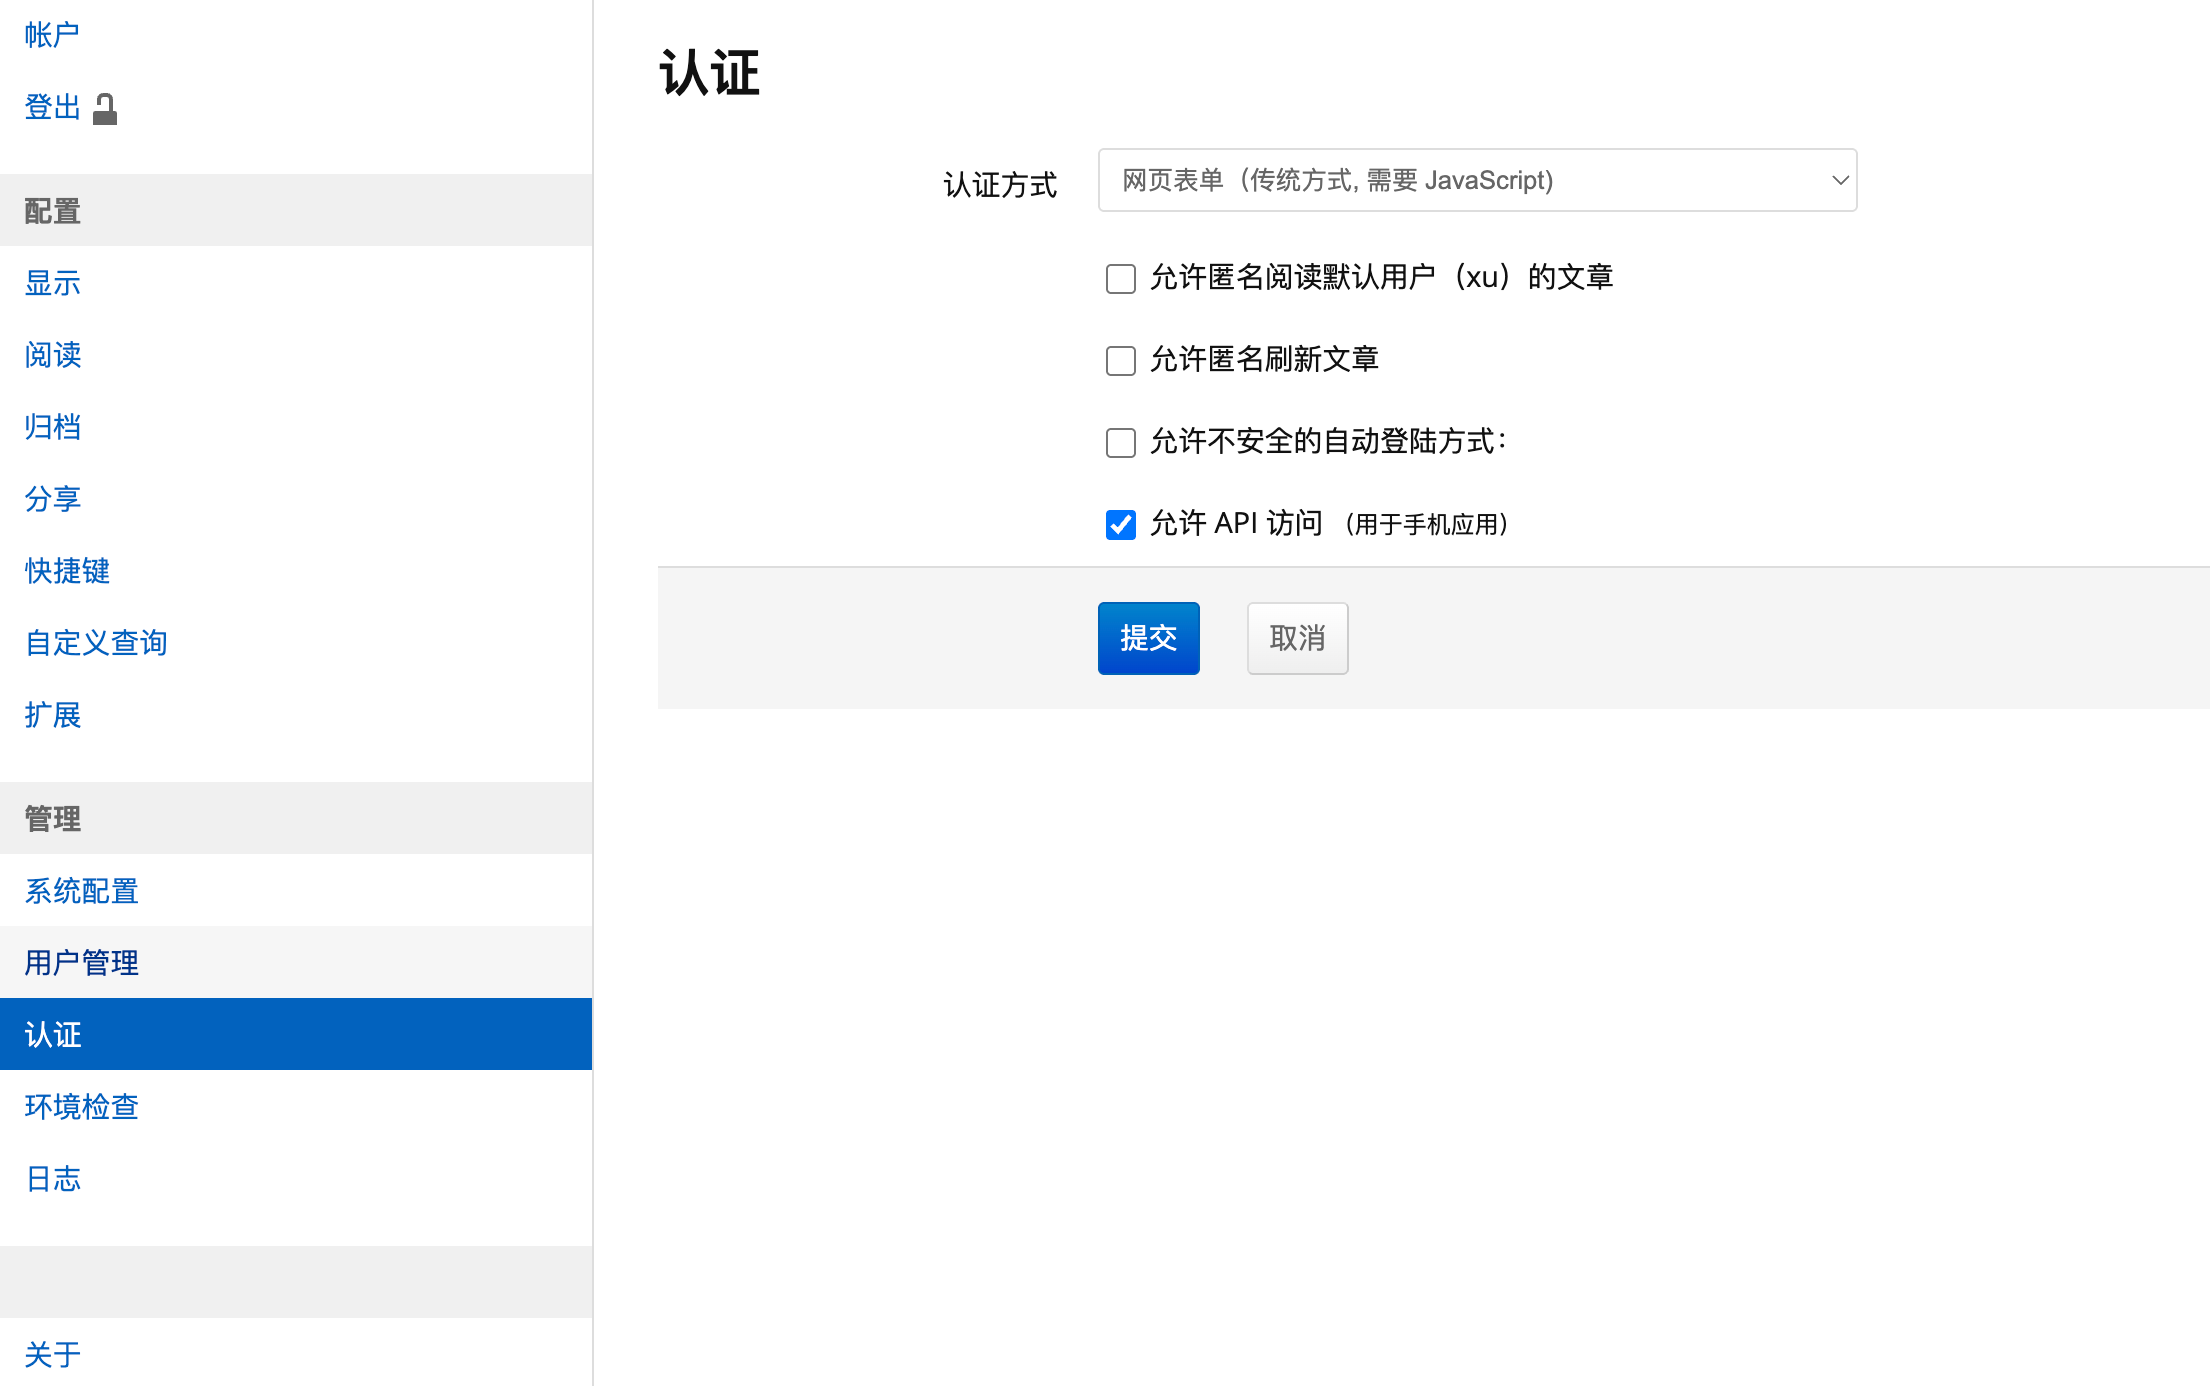 帐户
登出
配置
显示
阅读
归档
分享
快捷键
自定义查询
扩展
管理
系统配置
用户管理
认证
环境检查
日志
关于
认证
认证方式
网页表单（传统方式, 需要 JavaScript)
允许匿名阅读默认用户（xu）的文章
允许匿名刷新文章
允许不安全的自动登陆方式：
允许 API 访问 （用于手机应用）
提交 取消